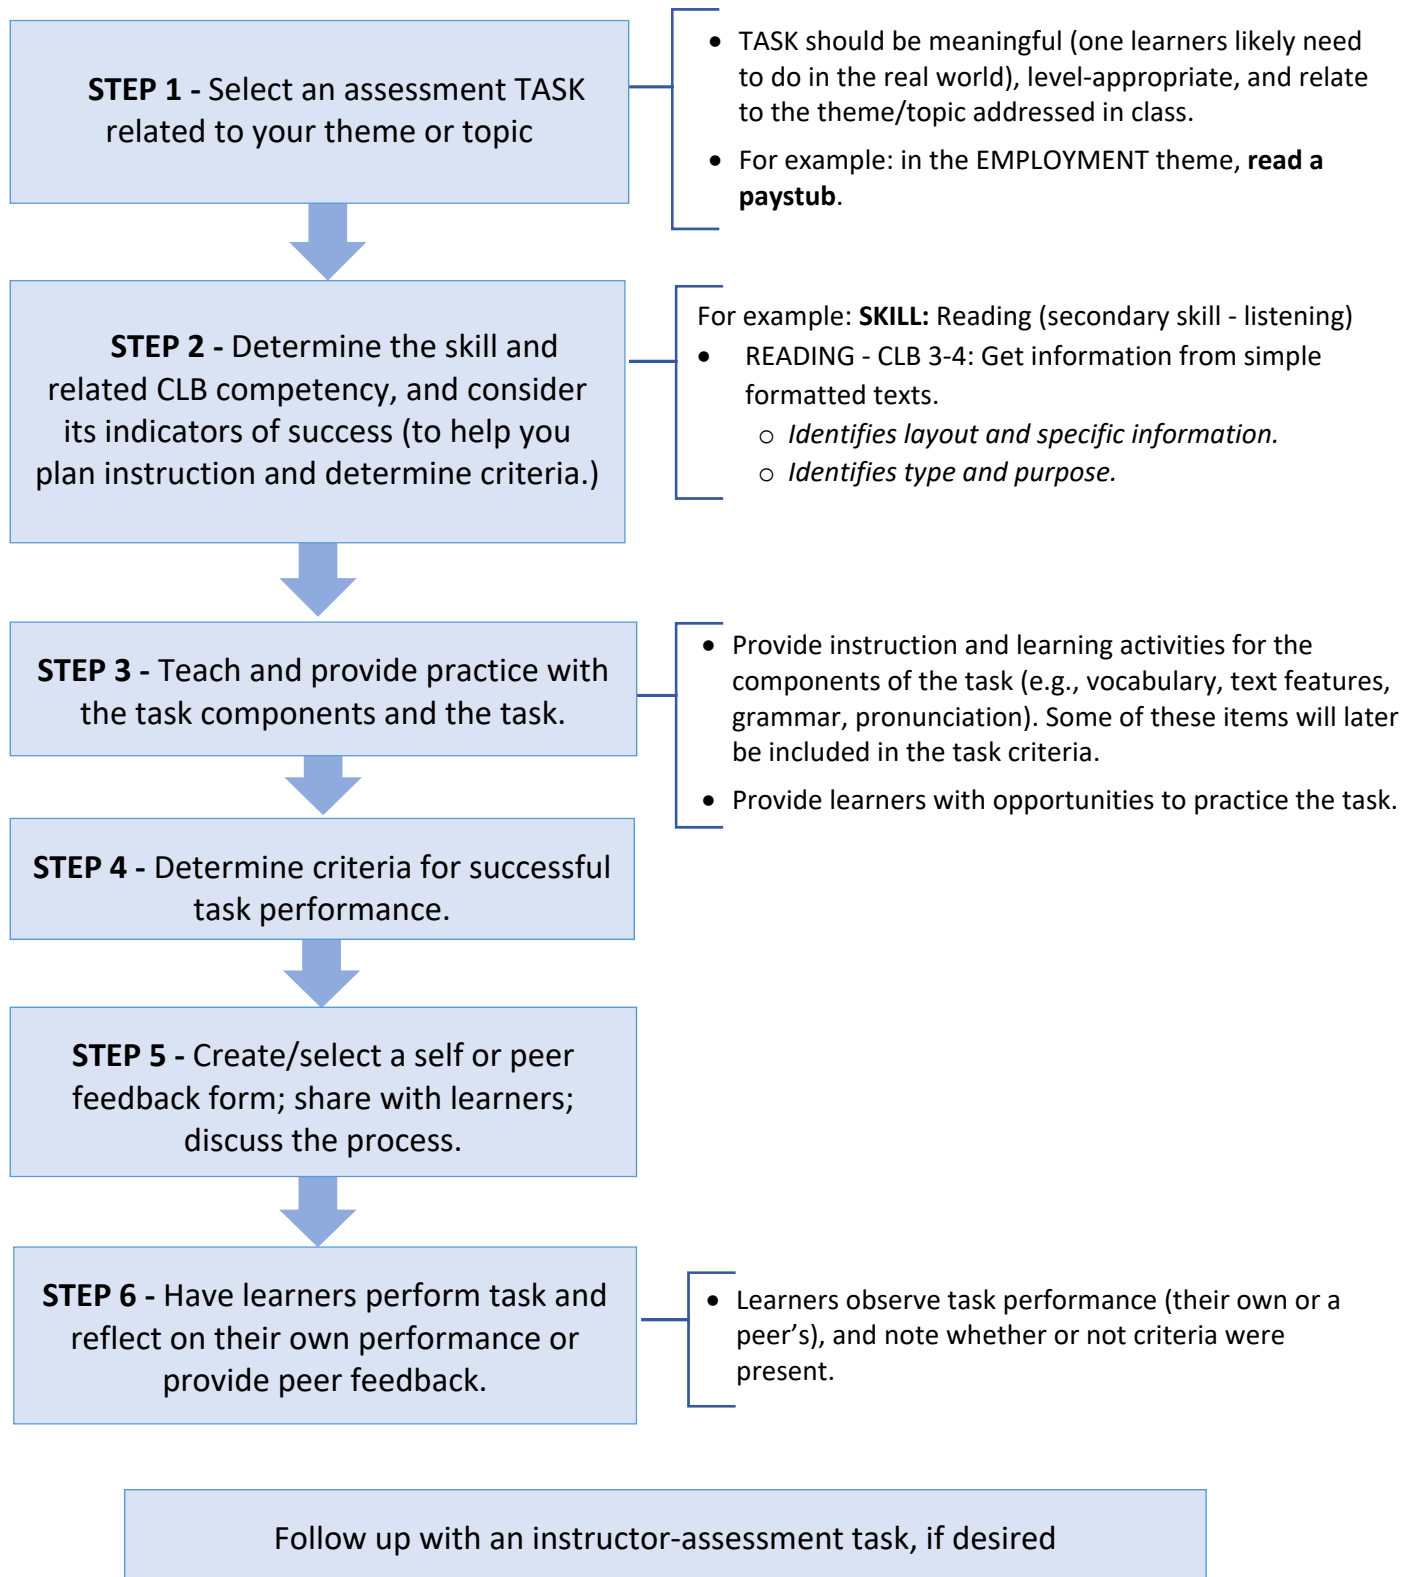 STEP 1 - Select an assessment TASK
related to your theme or topic
• TASK should be meaningful (one learners likely need
to do in the real world), level-appropriate, and relate
to the theme/topic addressed in class.
• For example: in the EMPLOYMENT theme, read a
paystub.
STEP 2 - Determine the skill and
related CLB competency, and consider
its indicators of success (to help you
plan instruction and determine criteria.)
For example: SKILL: Reading (secondary skill - listening)
• READING - CLB 3-4: Get information from simple
formatted texts.
o Identifies layout and specific information.
o Identifies type and purpose.
STEP 3 - Teach and provide practice with
the task components and the task.
• Provide instruction and learning activities for the
components of the task (e.g., vocabulary, text features,
grammar, pronunciation). Some of these items will later
be included in the task criteria.
• Provide learners with opportunities to practice the task.
STEP 4 - Determine criteria for successful
task performance.
STEP 5 - Create/select a self or peer
feedback form; share with learners;
discuss the process.
STEP 6 - Have learners perform task and
reflect on their own performance or
provide peer feedback.
• Learners observe task performance (their own or a
peer’s), and note whether or not criteria were
present.
Follow up with an instructor-assessment task, if desired